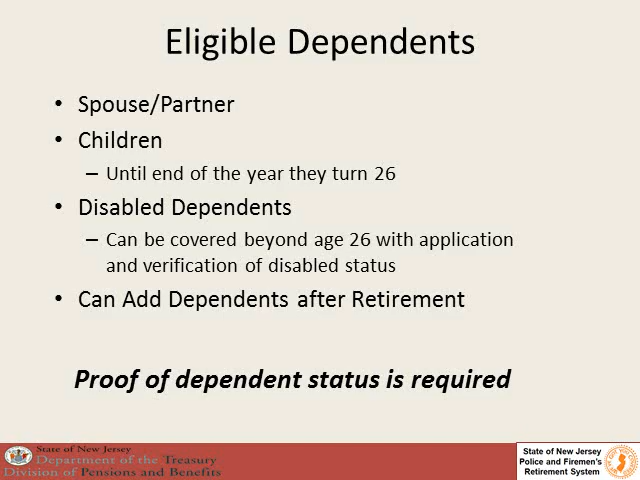 Eligible Dependents
• Spouse/Partner
• Children
– Until end of the year they turn 26
• Disabled Dependents
– Can be covered beyond age 26 with application
and verification of disabled status
• Can Add Dependents after Retirement
Proof of dependent status is required
State of New Jersey
Department of the Treasury
Division of Pensions and Benefits
State of New Jersey
Police and Firemen's
Retirement System